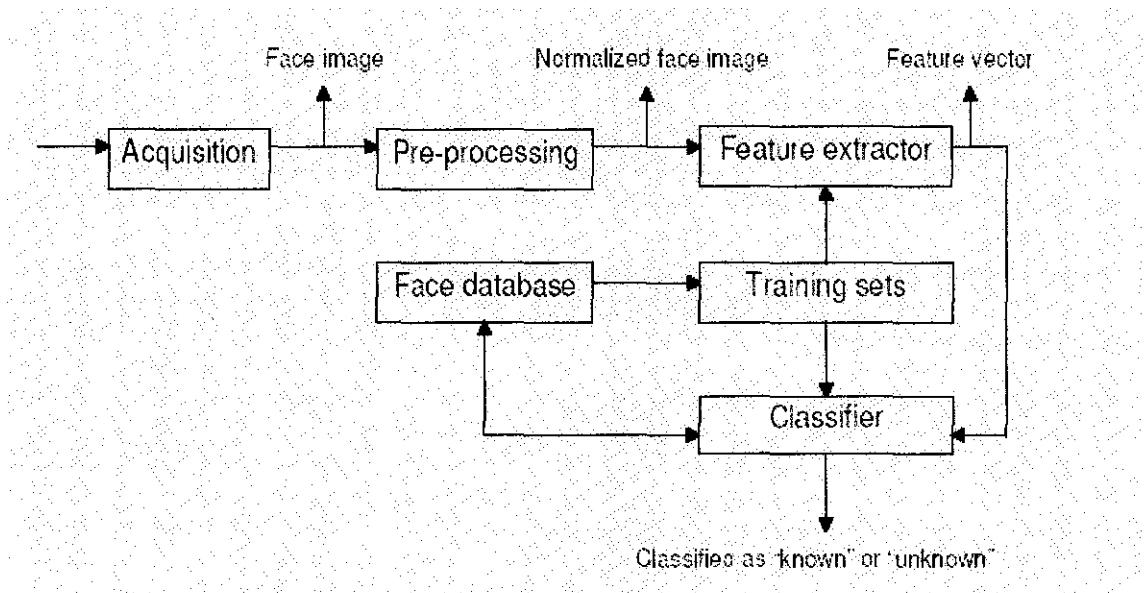 Face image
Normalized face image
Feature vector
Acquisition
Pre-processing
Feature extractor
Face database
Training sets
Classifier
Classified as "known" or "unknown"